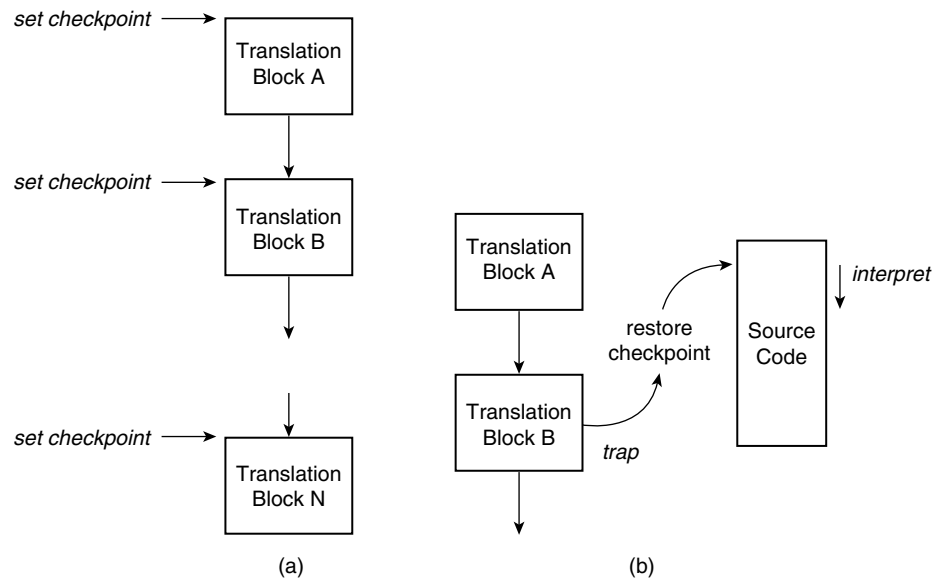 set checkpoint
Translation
Block A
set checkpoint
Translation
Block B
set checkpoint
Translation
Block N
(a)
Translation
Block A
Translation
Block B
trap
restore
checkpoint
Source
Code
interpret
(b)